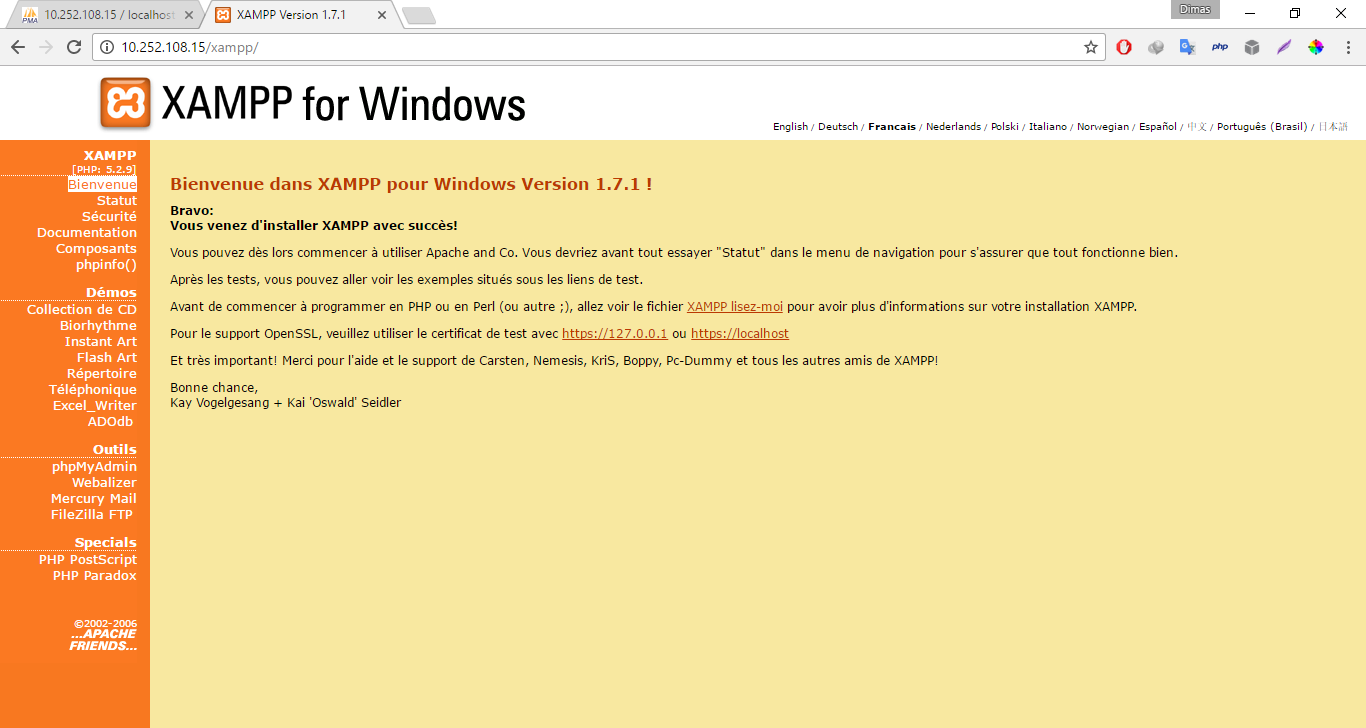 10.252.108.15 / localhost
XAMPP Version 1.7.1
Dimas
10.252.108.15/xampp/
php
XAMPP for Windows
English / Deutsch / Francais / Nederlands / Polski / Italiano / Norwegian / Español / 中文 / Português (Brasil) / 日本語
XAMPP
[PHP: 5.2.9]
Bienvenue
Statut
Sécurité
Documentation
Composants
phpinfo()
Démos
Collection de CD
Biorhythme
Instant Art
Flash Art
Répertoire
Téléphonique
Excel_Writer
ADOdb
Outils
phpMyAdmin
Webalizer
Mercury Mail
FileZilla FTP
Specials
PHP PostScript
PHP Paradox
©2002-2006
...APACHE
FRIENDS...
Bienvenue dans XAMPP pour Windows Version 1.7.1 !
Bravo:
Vous venez d'installer XAMPP avec succès!
Vous pouvez dès lors commencer à utiliser Apache and Co. Vous devriez avant tout essayer "Statut" dans le menu de navigation pour s'assurer que tout fonctionne bien.
Après les tests, vous pouvez aller voir les exemples situés sous les liens de test.
Avant de commencer à programmer en PHP ou en Perl (ou autre ;), allez voir le fichier XAMPP lisez-moi pour avoir plus d'informations sur votre installation XAMPP.
Pour le support OpenSSL, veuillez utiliser le certificat de test avec https://127.0.0.1 ou https://localhost
Et très important! Merci pour l'aide et le support de Carsten, Nemesis, KriS, Boppy, Pc-Dummy et tous les autres amis de XAMPP!
Bonne chance,
Kay Vogelgesang + Kai 'Oswald' Seidler